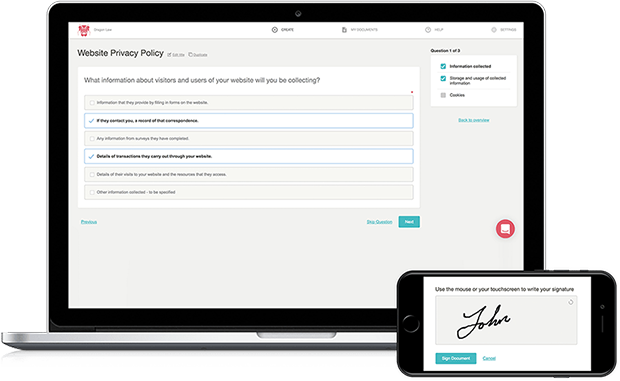 Dragon Law
CREATE
MY DOCUMENTS
HELP
SETTINGS
Website Privacy Policy
Edit title
Duplicate
Question 1 of 3
Information collected
Storage and usage of collected
information
Cookies
Back to overview
What information about visitors and users of your website will you be collecting?
Information that they provide by filling in forms on the website.
If they contact you, a record of that correspondence.
Any information from surveys they have completed.
Details of transactions they carry out through your website.
Details of their visits to your website and the resources that they access.
Other information collected - to be specified
Previous
Skip Question
Next
Use the mouse or your touchscreen to write your signature
John
Sign Document
Cancel